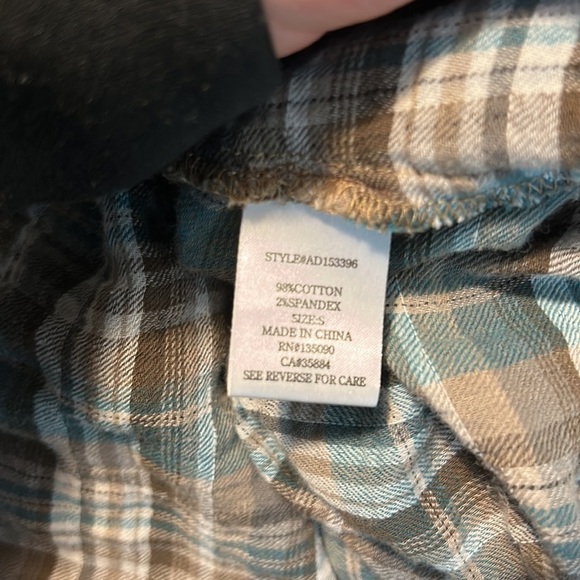 STYLE#AD153396
98%COTTON
2%SPANDEX
SIZE:S
MADE IN CHINA
RN#135090
CA#35884
SEE REVERSE FOR CARE